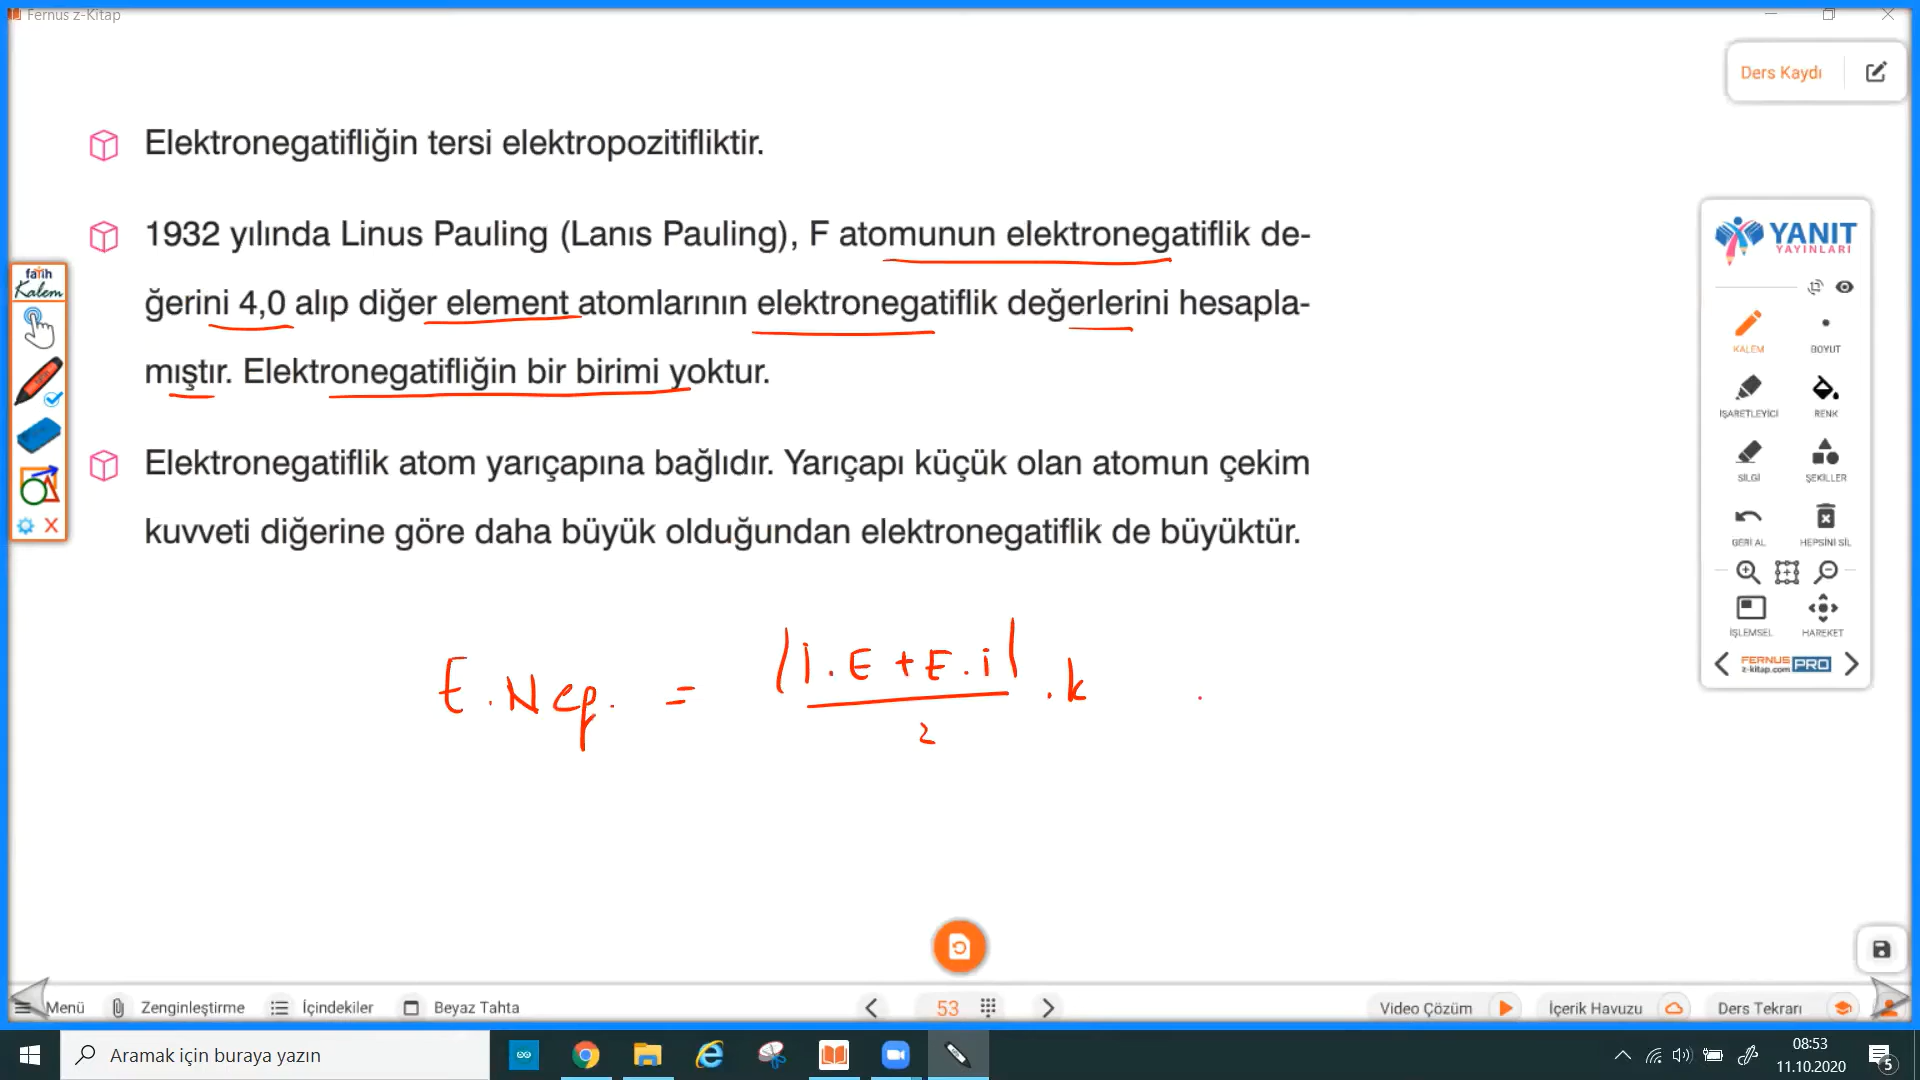 Fernus z-Kitap
Ders Kaydı
Elektronegatifliğin tersi elektropozitifliktir.
1932 yılında Linus Pauling (Lanıs Pauling), F atomunun elektronegatiflik de-
ğerini 4,0 alıp diğer element atomlarının elektronegatiflik değerlerini hesapla-
mıştır. Elektronegatifliğin bir birimi yoktur.
Elektronegatiflik atom yarıçapına bağlıdır. Yarıçapı küçük olan atomun çekim
kuvveti diğerine göre daha büyük olduğundan elektronegatiflik de büyüktür.
E.Neg. = |İ.E + E.i| . k
2
fatih
Kalem
YANIT
YAYINLARI
KALEM
BOYUT
İŞARETLEYİCİ
RENK
SİLGİ
ŞEKİLLER
GERİ AL
HEPSİNİ SİL
İŞLEMSEL
HAREKET
FERNUS PRO
z-kitap.com
Menü
Zenginleştirme
İçindekiler
Beyaz Tahta
53
Video Çözüm
İçerik Havuzu
Ders Tekrarı
Aramak için buraya yazın
08:53
11.10.2020
5